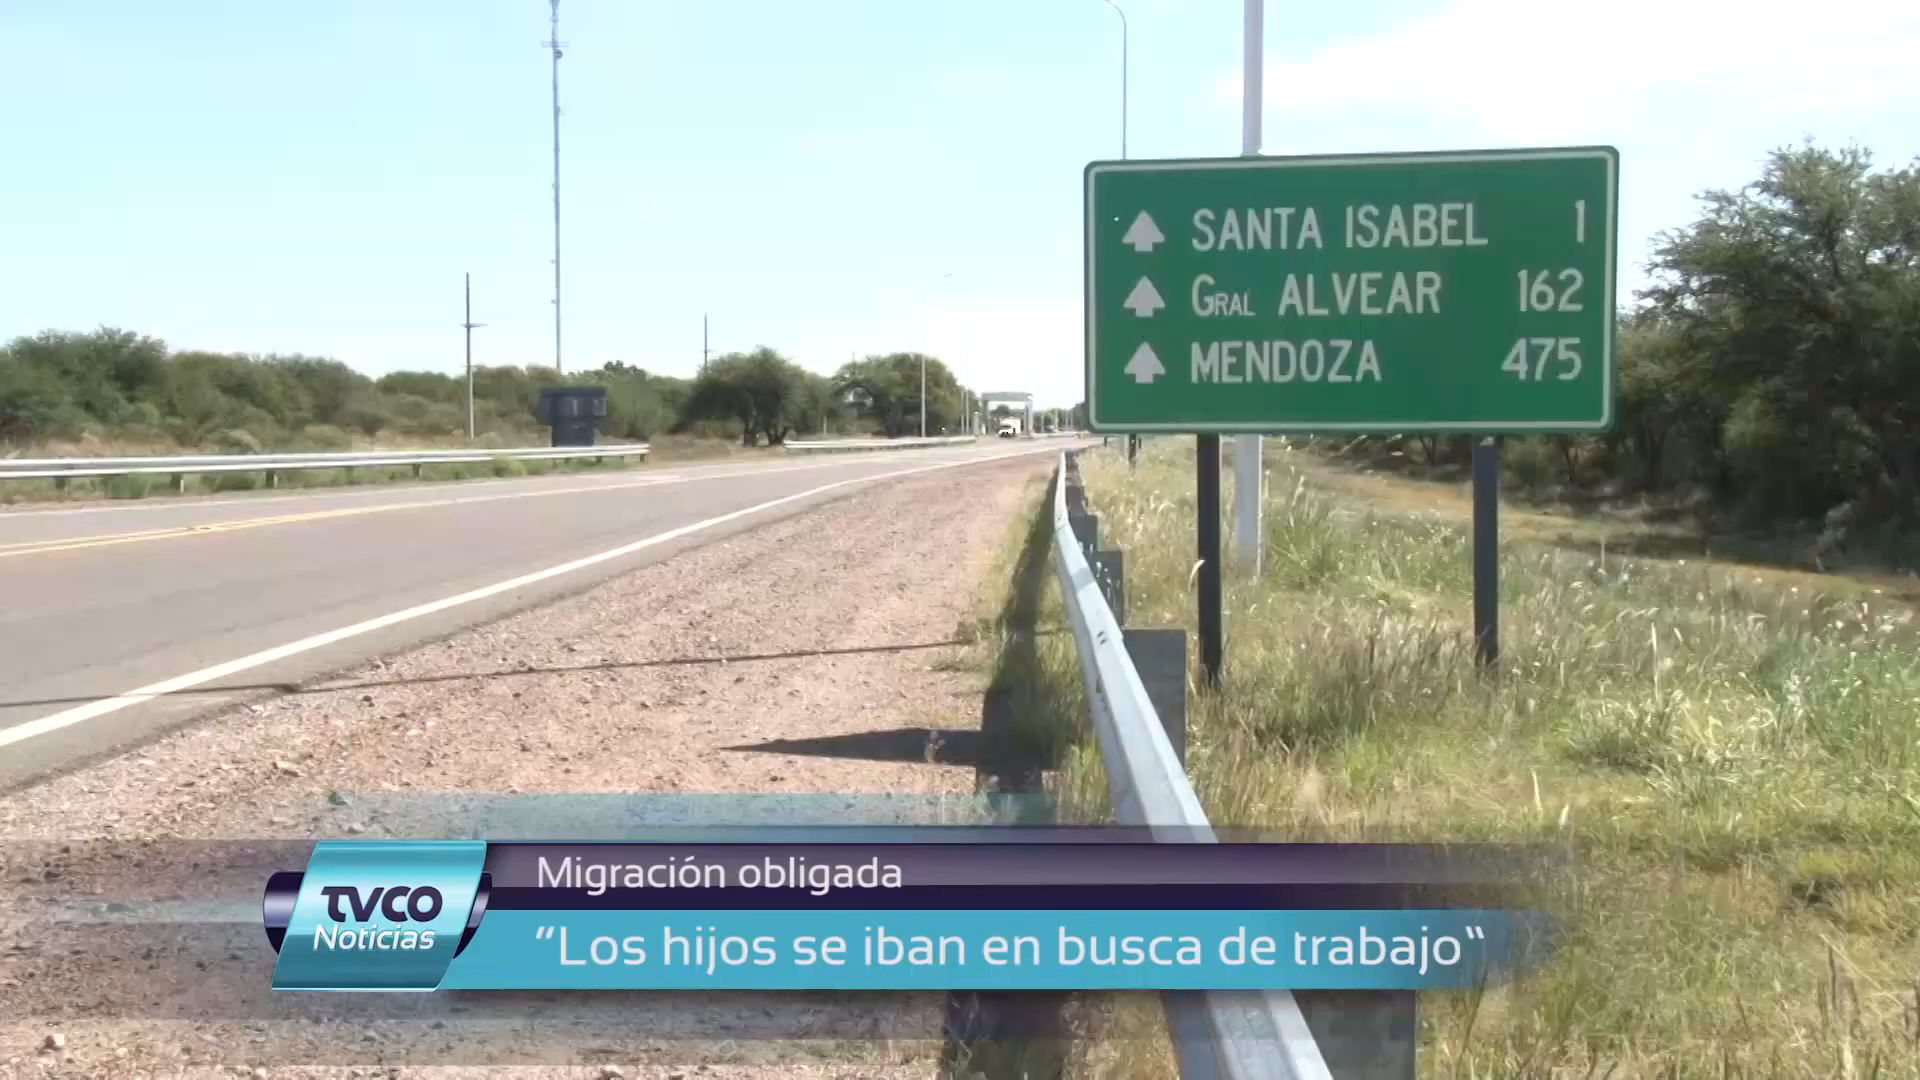 SANTA ISABEL 1
Gral ALVEAR 162
MENDOZA 475
Migración obligada
TVCO
Noticias
“Los hijos se iban en busca de trabajo“